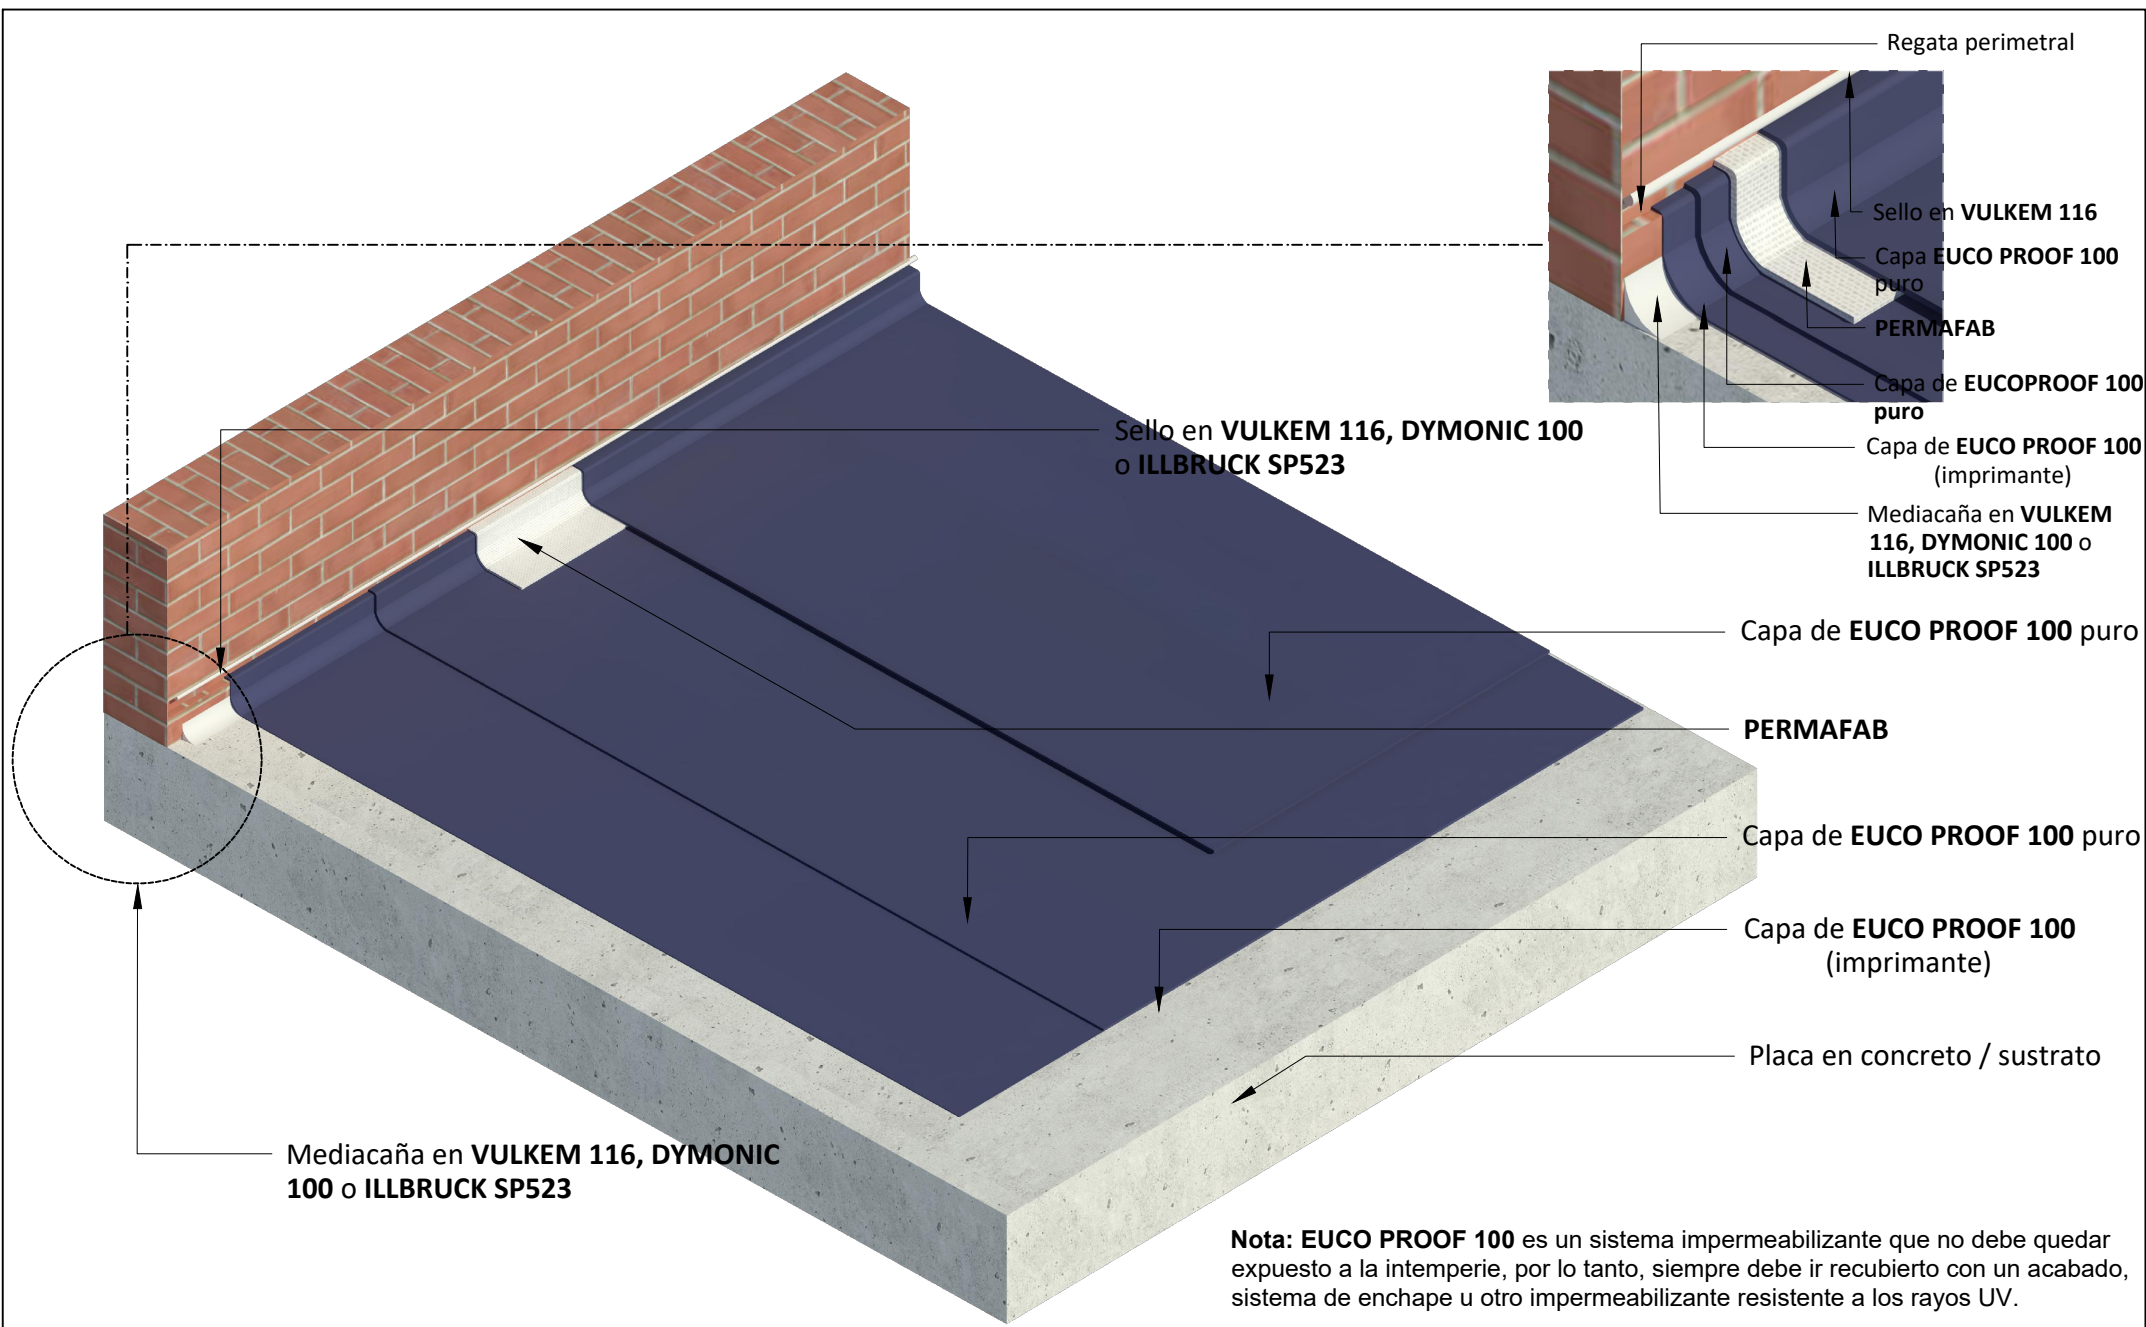 Regata perimetral
Sello en VULKEM 116
Capa EUCO PROOF 100
puro
PERMAFAB
Capa de EUCOPROOF 100
puro
Capa de EUCO PROOF 100
(imprimante)
Mediacaña en VULKEM
116, DYMONIC 100 o
ILLBRUCK SP523
Sello en VULKEM 116, DYMONIC 100
o ILLBRUCK SP523
Capa de EUCO PROOF 100 puro
PERMAFAB
Capa de EUCO PROOF 100 puro
Capa de EUCO PROOF 100
(imprimante)
Placa en concreto / sustrato
Mediacaña en VULKEM 116, DYMONIC
100 o ILLBRUCK SP523
Nota: EUCO PROOF 100 es un sistema impermeabilizante que no debe quedar
expuesto a la intemperie, por lo tanto, siempre debe ir recubierto con un acabado,
sistema de enchape u otro impermeabilizante resistente a los rayos UV.